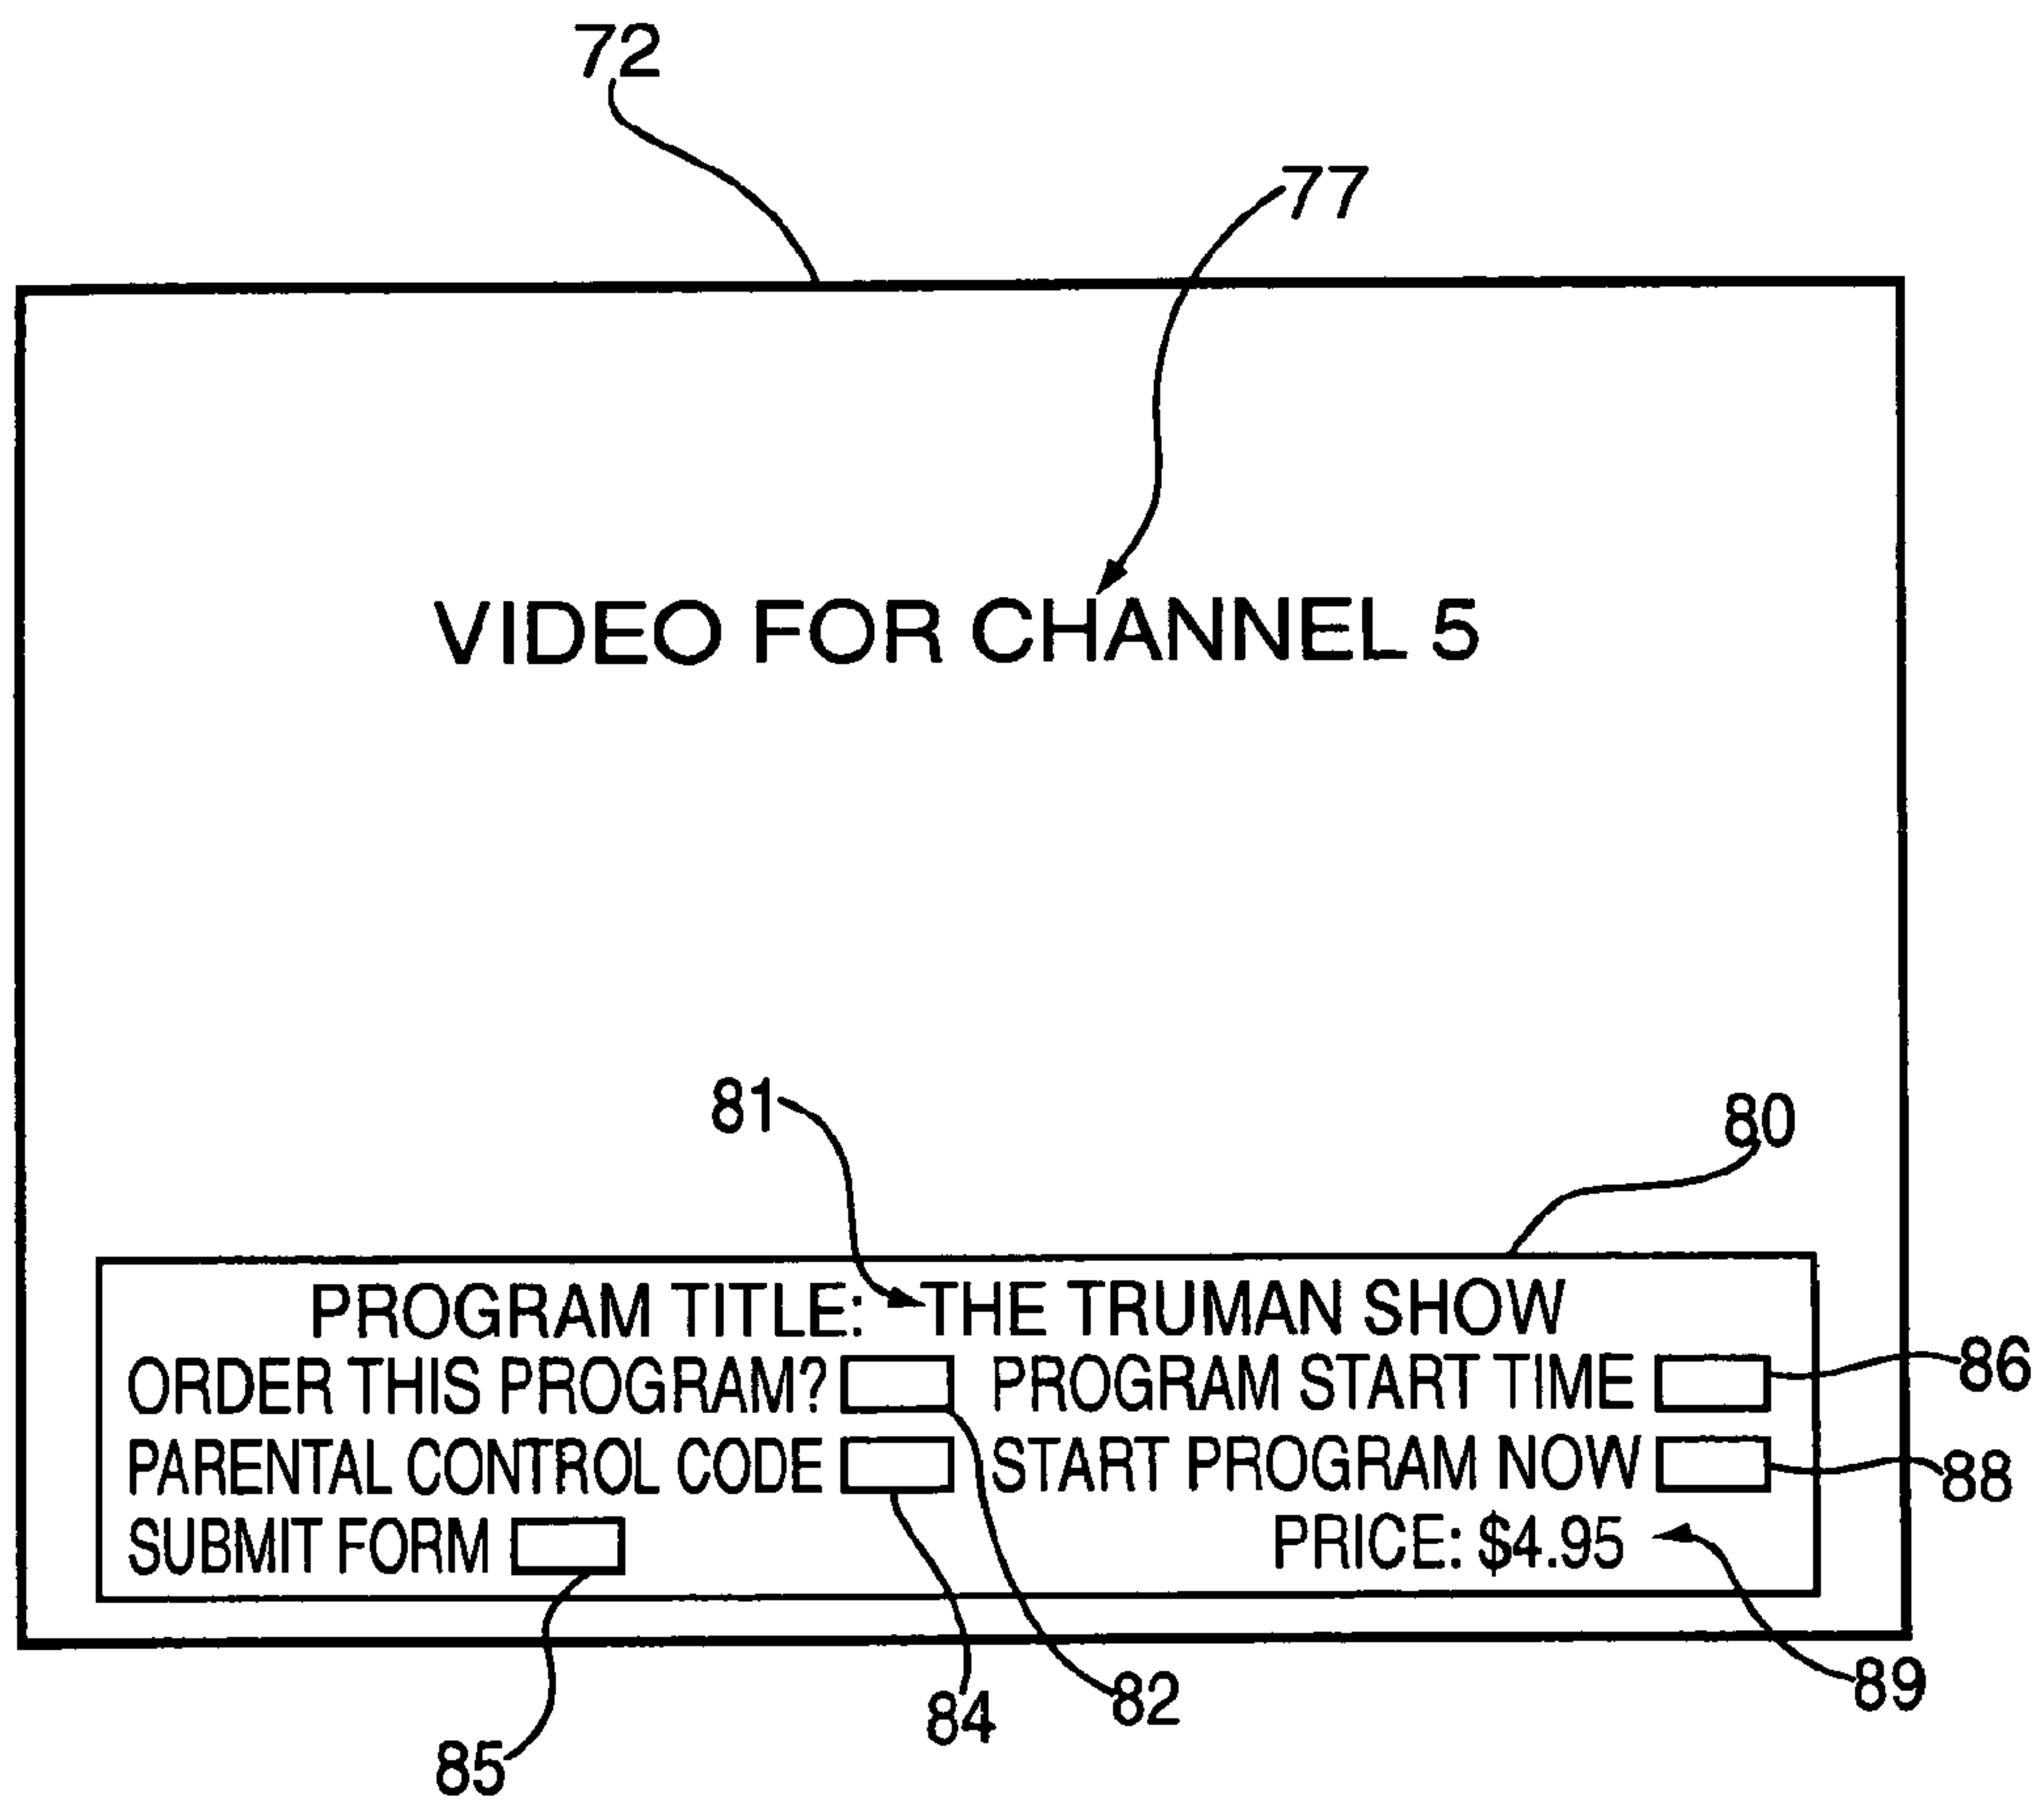 72
77
VIDEO FOR CHANNEL 5
81
80
PROGRAM TITLE: THE TRUMAN SHOW
ORDER THIS PROGRAM? PROGRAM START TIME
86
PARENTAL CONTROL CODE START PROGRAM NOW
88
SUBMIT FORM PRICE: $4.95
89
82
84
85